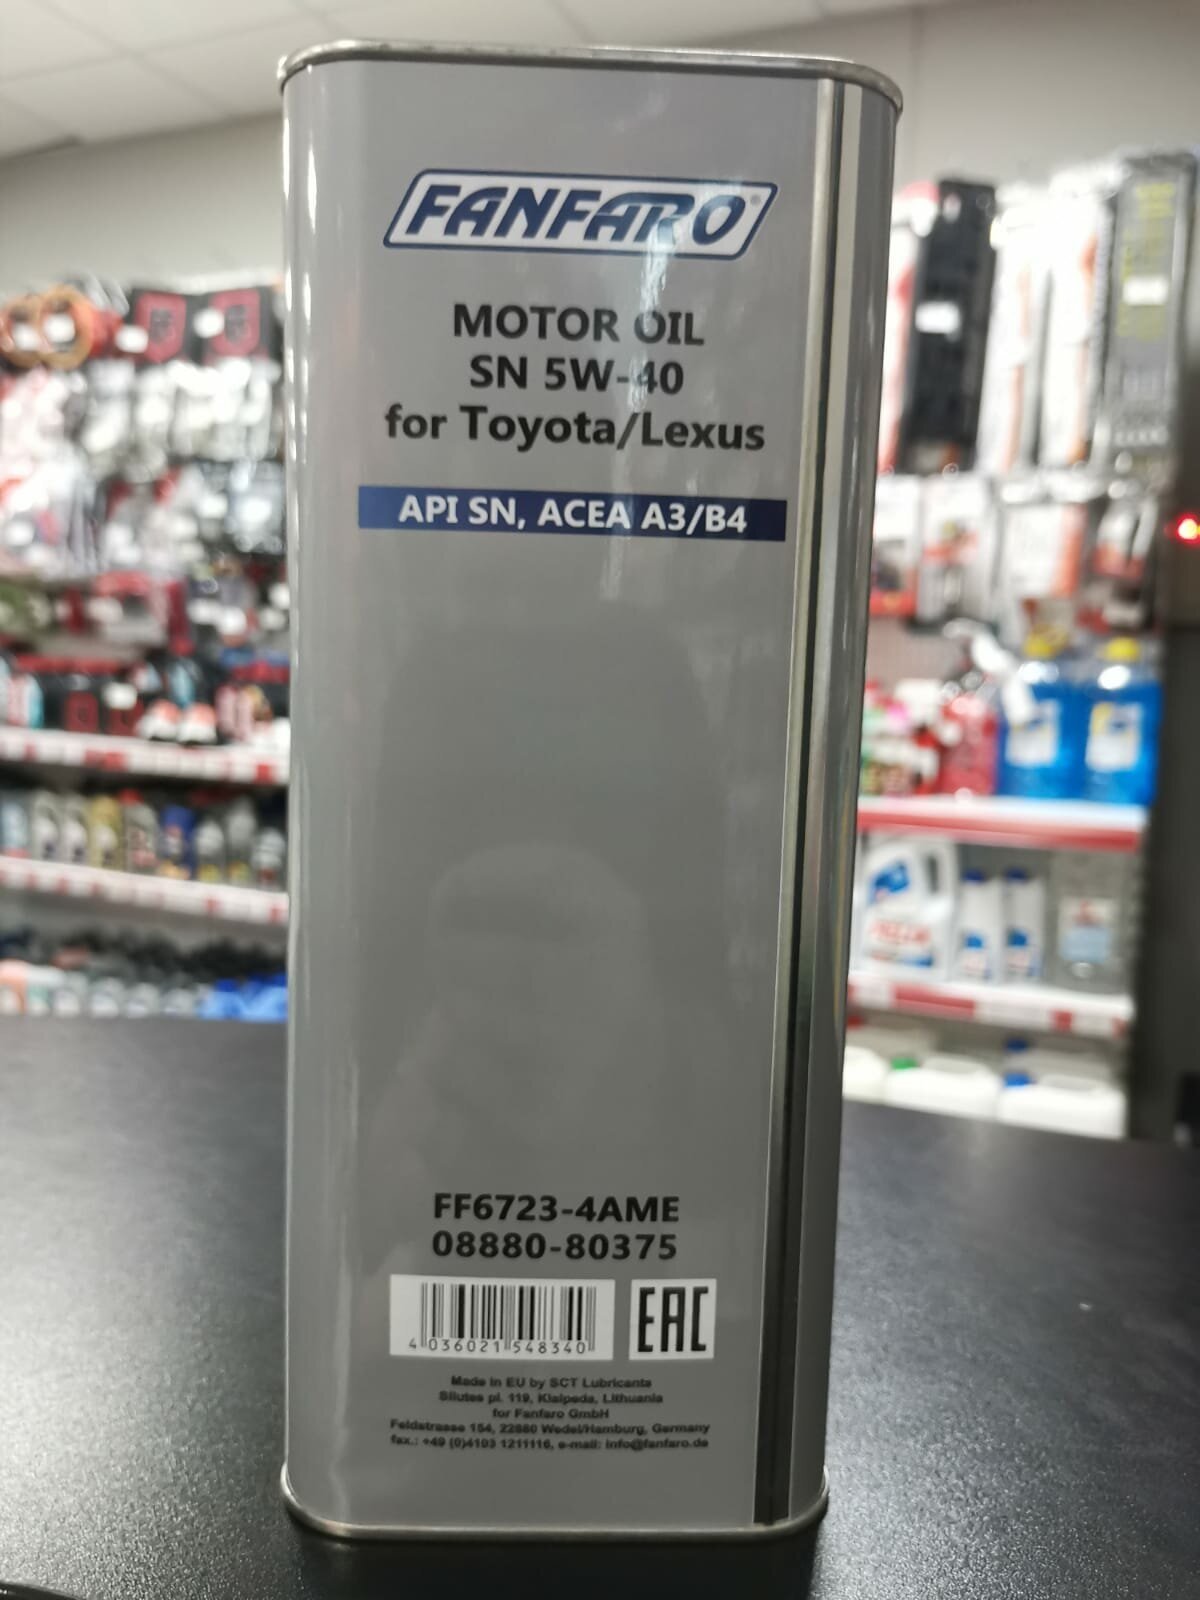 FANFARO®
MOTOR OIL
SN 5W-40
for Toyota/Lexus
API SN, ACEA A3/B4
FF6723-4AME
08880-80375
4 036021 548340
EAC
Made in EU by SCT Lubricants
Silutes pl. 119, Klaipeda, Lithuania
for Fanfaro GmbH
Feldstrasse 154, 22880 Wedel/Hamburg, Germany
fax.: +49 (0)4103 1211116, e-mail: info@fanfaro.de